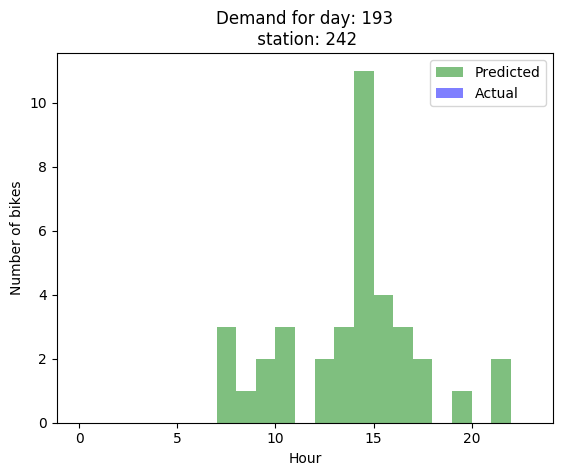 Demand for day: 193
station: 242
Predicted
Actual
Number of bikes
10
8
6
4
2
0
0 5 10 15 20
Hour